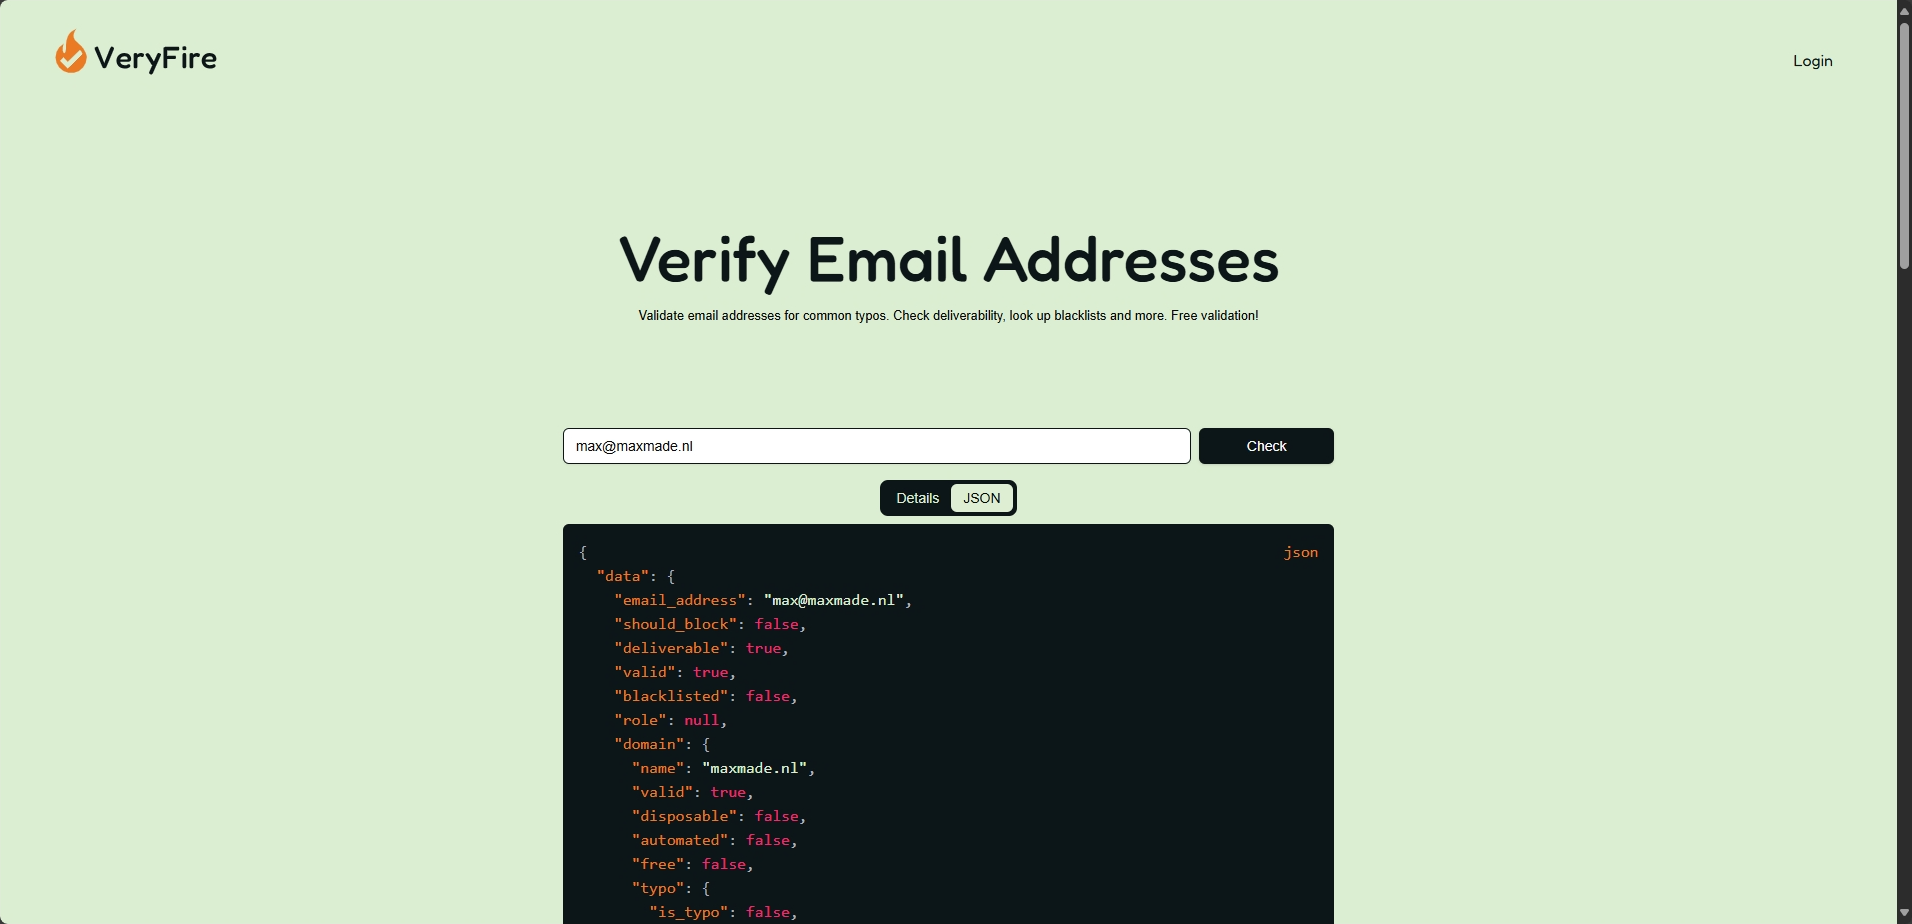 VeryFire
Login
Verify Email Addresses
Validate email addresses for common typos. Check deliverability, look up blacklists and more. Free validation!
max@maxmade.nl
Check
Details
JSON
json
{
"data": {
"email_address": "max@maxmade.nl",
"should_block": false,
"deliverable": true,
"valid": true,
"blacklisted": false,
"role": null,
"domain": {
"name": "maxmade.nl",
"valid": true,
"disposable": false,
"automated": false,
"free": false,
"typo": {
"is_typo": false,